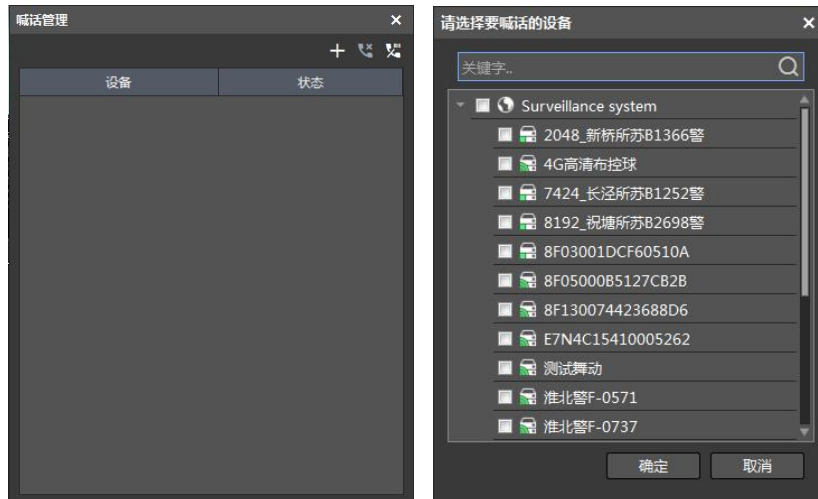 喊话管理
设备
状态
请选择要喊话的设备
关键字..
Surveillance system
2048_新桥所苏B1366警
4G高清布控球
7424_长泾所苏B1252警
8192_祝塘所苏B2698警
8F03001DCF60510A
8F05000B5127CB2B
8F130074423688D6
E7N4C15410005262
测试舞动
淮北警F-0571
淮北警F-0737
确定
取消